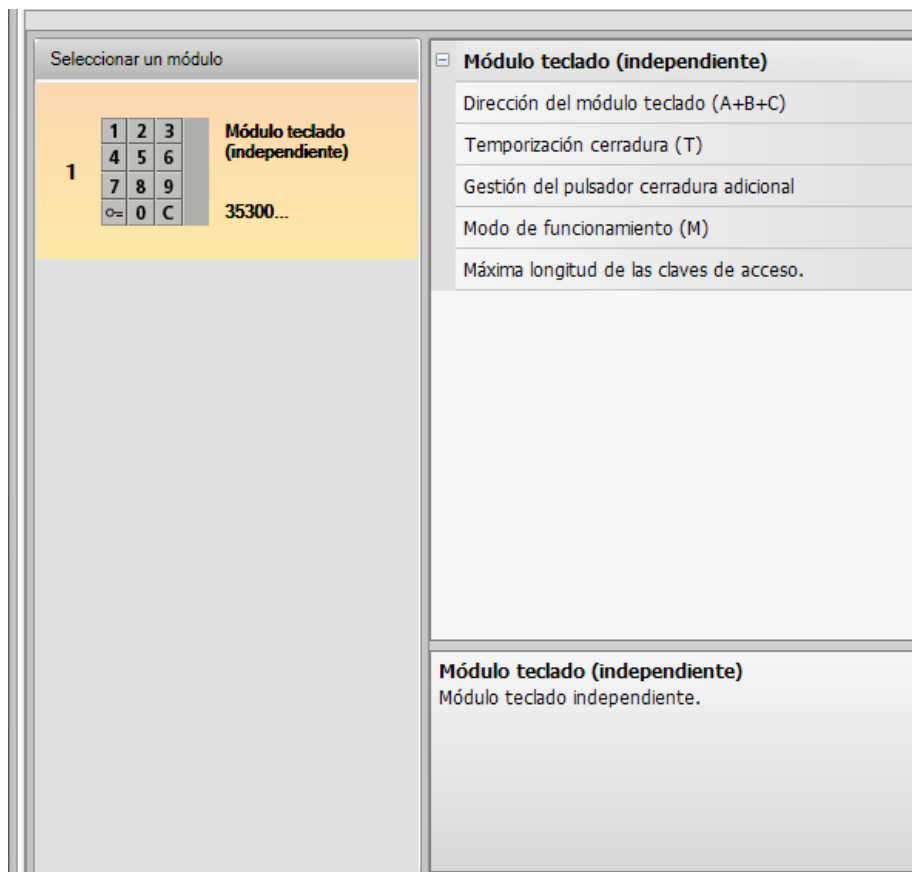 Seleccionar un módulo
1
1 2 3
4 5 6
7 8 9
0 C
Módulo teclado
(independiente)
35300...
Módulo teclado (independiente)
Dirección del módulo teclado (A+B+C)
Temporización cerradura (T)
Gestión del pulsador cerradura adicional
Modo de funcionamiento (M)
Máxima longitud de las claves de acceso.
Módulo teclado (independiente)
Módulo teclado independiente.